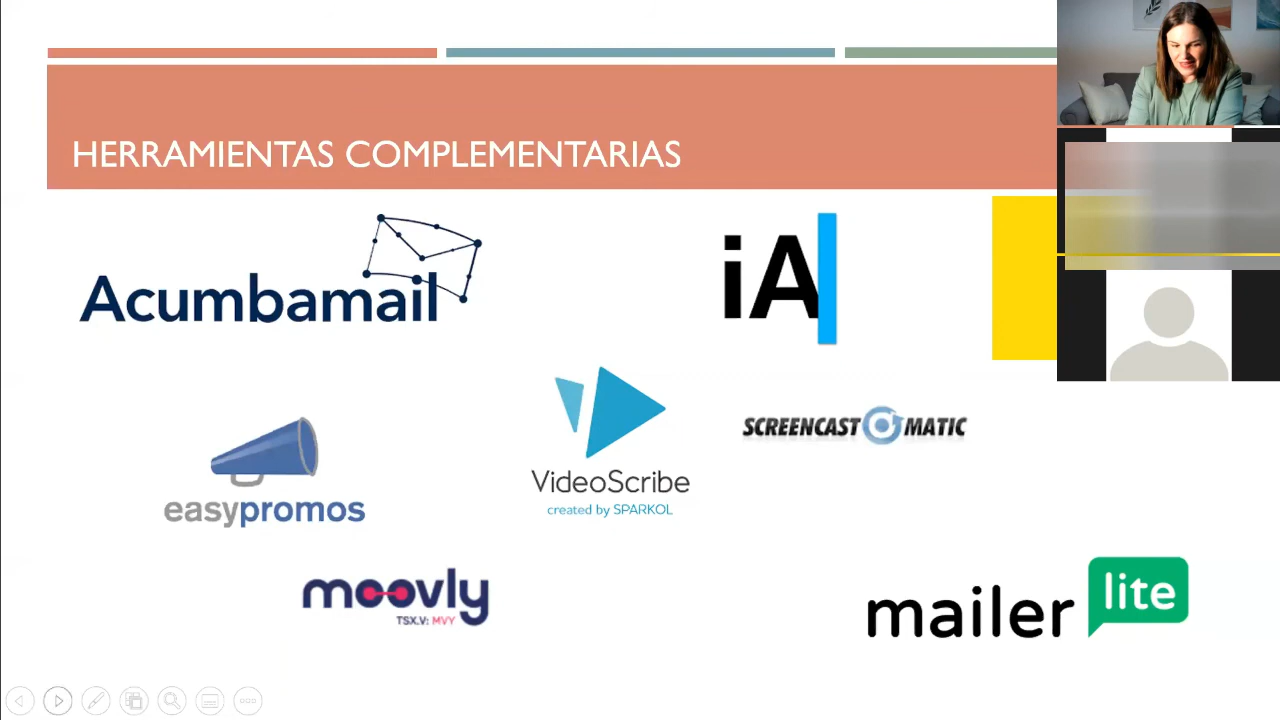 HERRAMIENTAS COMPLEMENTARIAS
Acumbamail
iA
VideoScribe
created by SPARKOL
SCREENCAST MATIC
easypromos
moovly
TSX.V: MVY
mailer lite